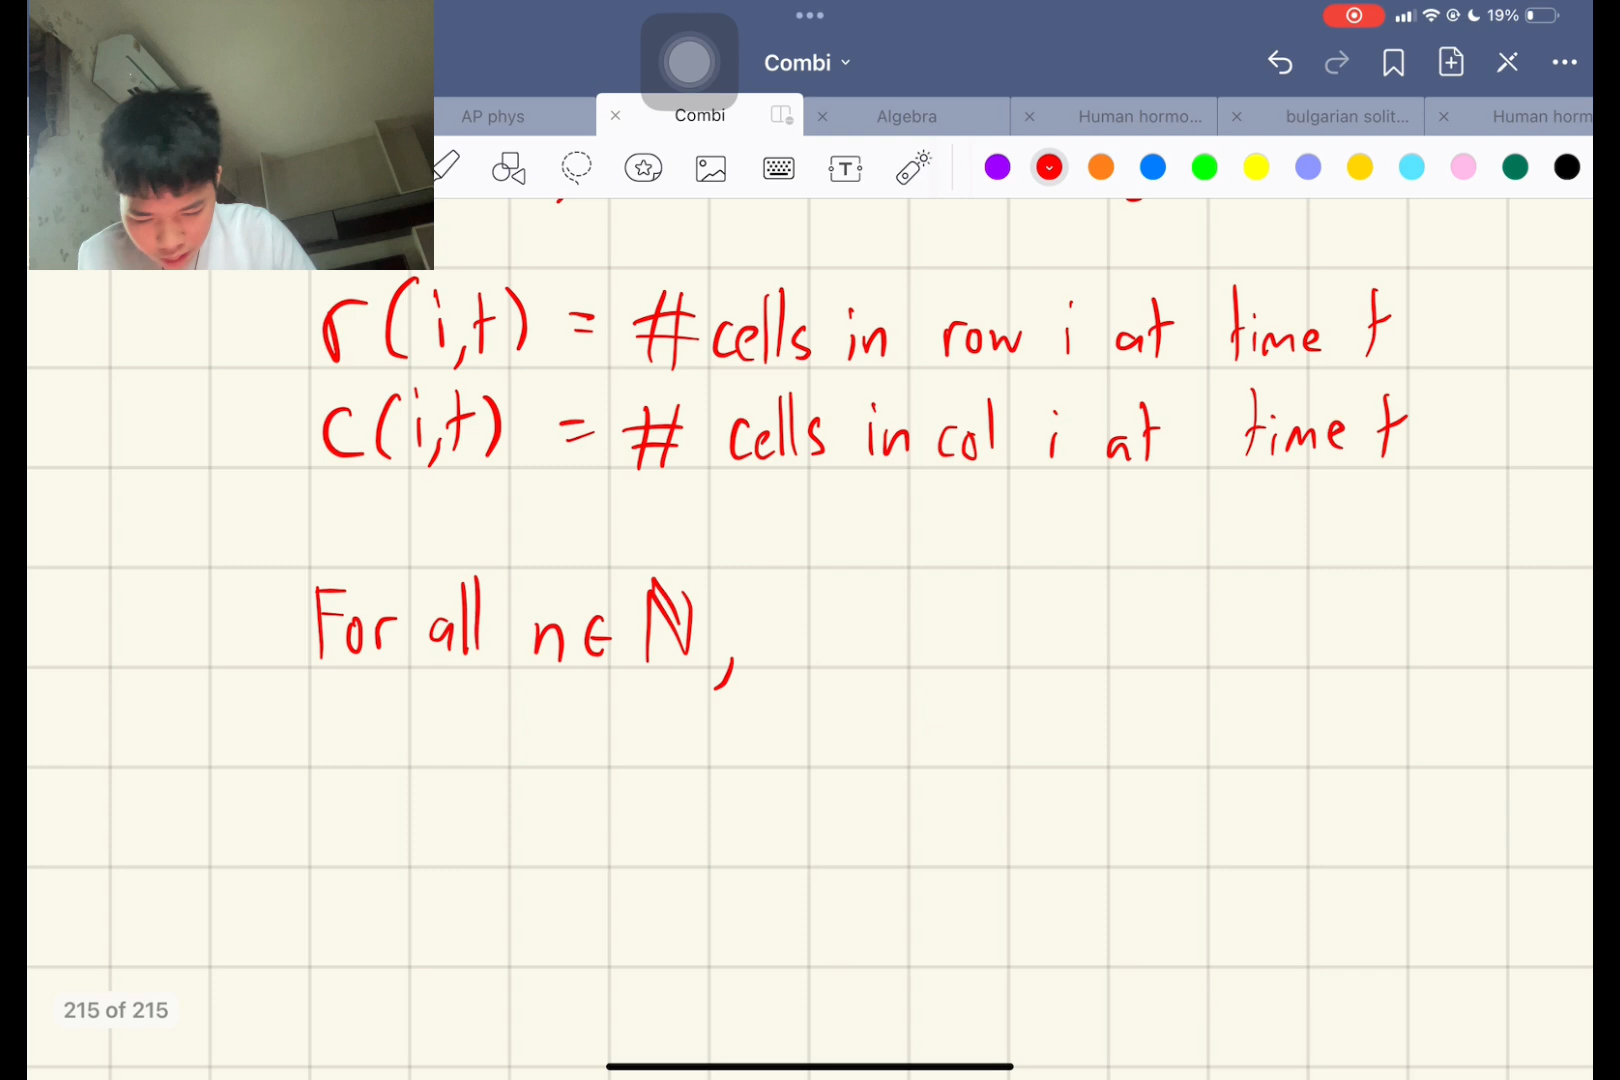 19%
Combi
AP phys
Combi
Algebra
Human hormo...
bulgarian solit...
Human horm
T
r(i,t) = #cells in row i at time t
c(i,t) = # cells in col i at time t
For all n∈ ℕ,
215 of 215